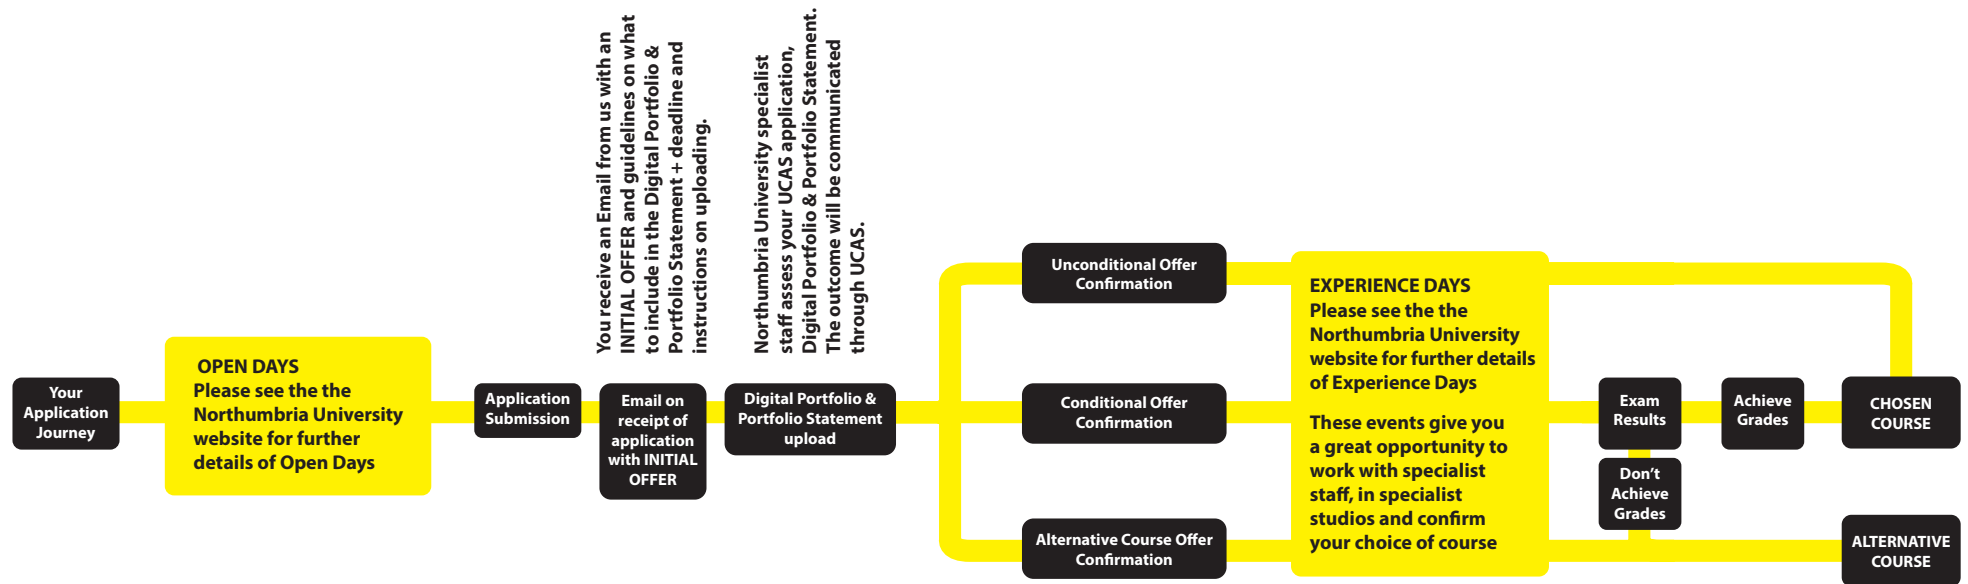 Your
Application
Journey
OPEN DAYS
Please see the the
Northumbria University
website for further
details of Open Days
Application
Submission
You receive an Email from us with an
INITIAL OFFER and guidelines on what
to include in the Digital Portfolio &
Portfolio Statement + deadline and
instructions on uploading.
Email on
receipt of
application
with INITIAL
OFFER
Northumbria University specialist
staff assess your UCAS application,
Digital Portfolio & Portfolio Statement.
The outcome will be communicated
through UCAS.
Digital Portfolio &
Portfolio Statement
upload
Unconditional Offer
Confirmation
Conditional Offer
Confirmation
Alternative Course Offer
Confirmation
EXPERIENCE DAYS
Please see the the
Northumbria University
website for further details
of Experience Days
These events give you
a great opportunity to
work with specialist
staff, in specialist
studios and confirm
your choice of course
Exam
Results
Don’t
Achieve
Grades
Achieve
Grades
CHOSEN
COURSE
ALTERNATIVE
COURSE